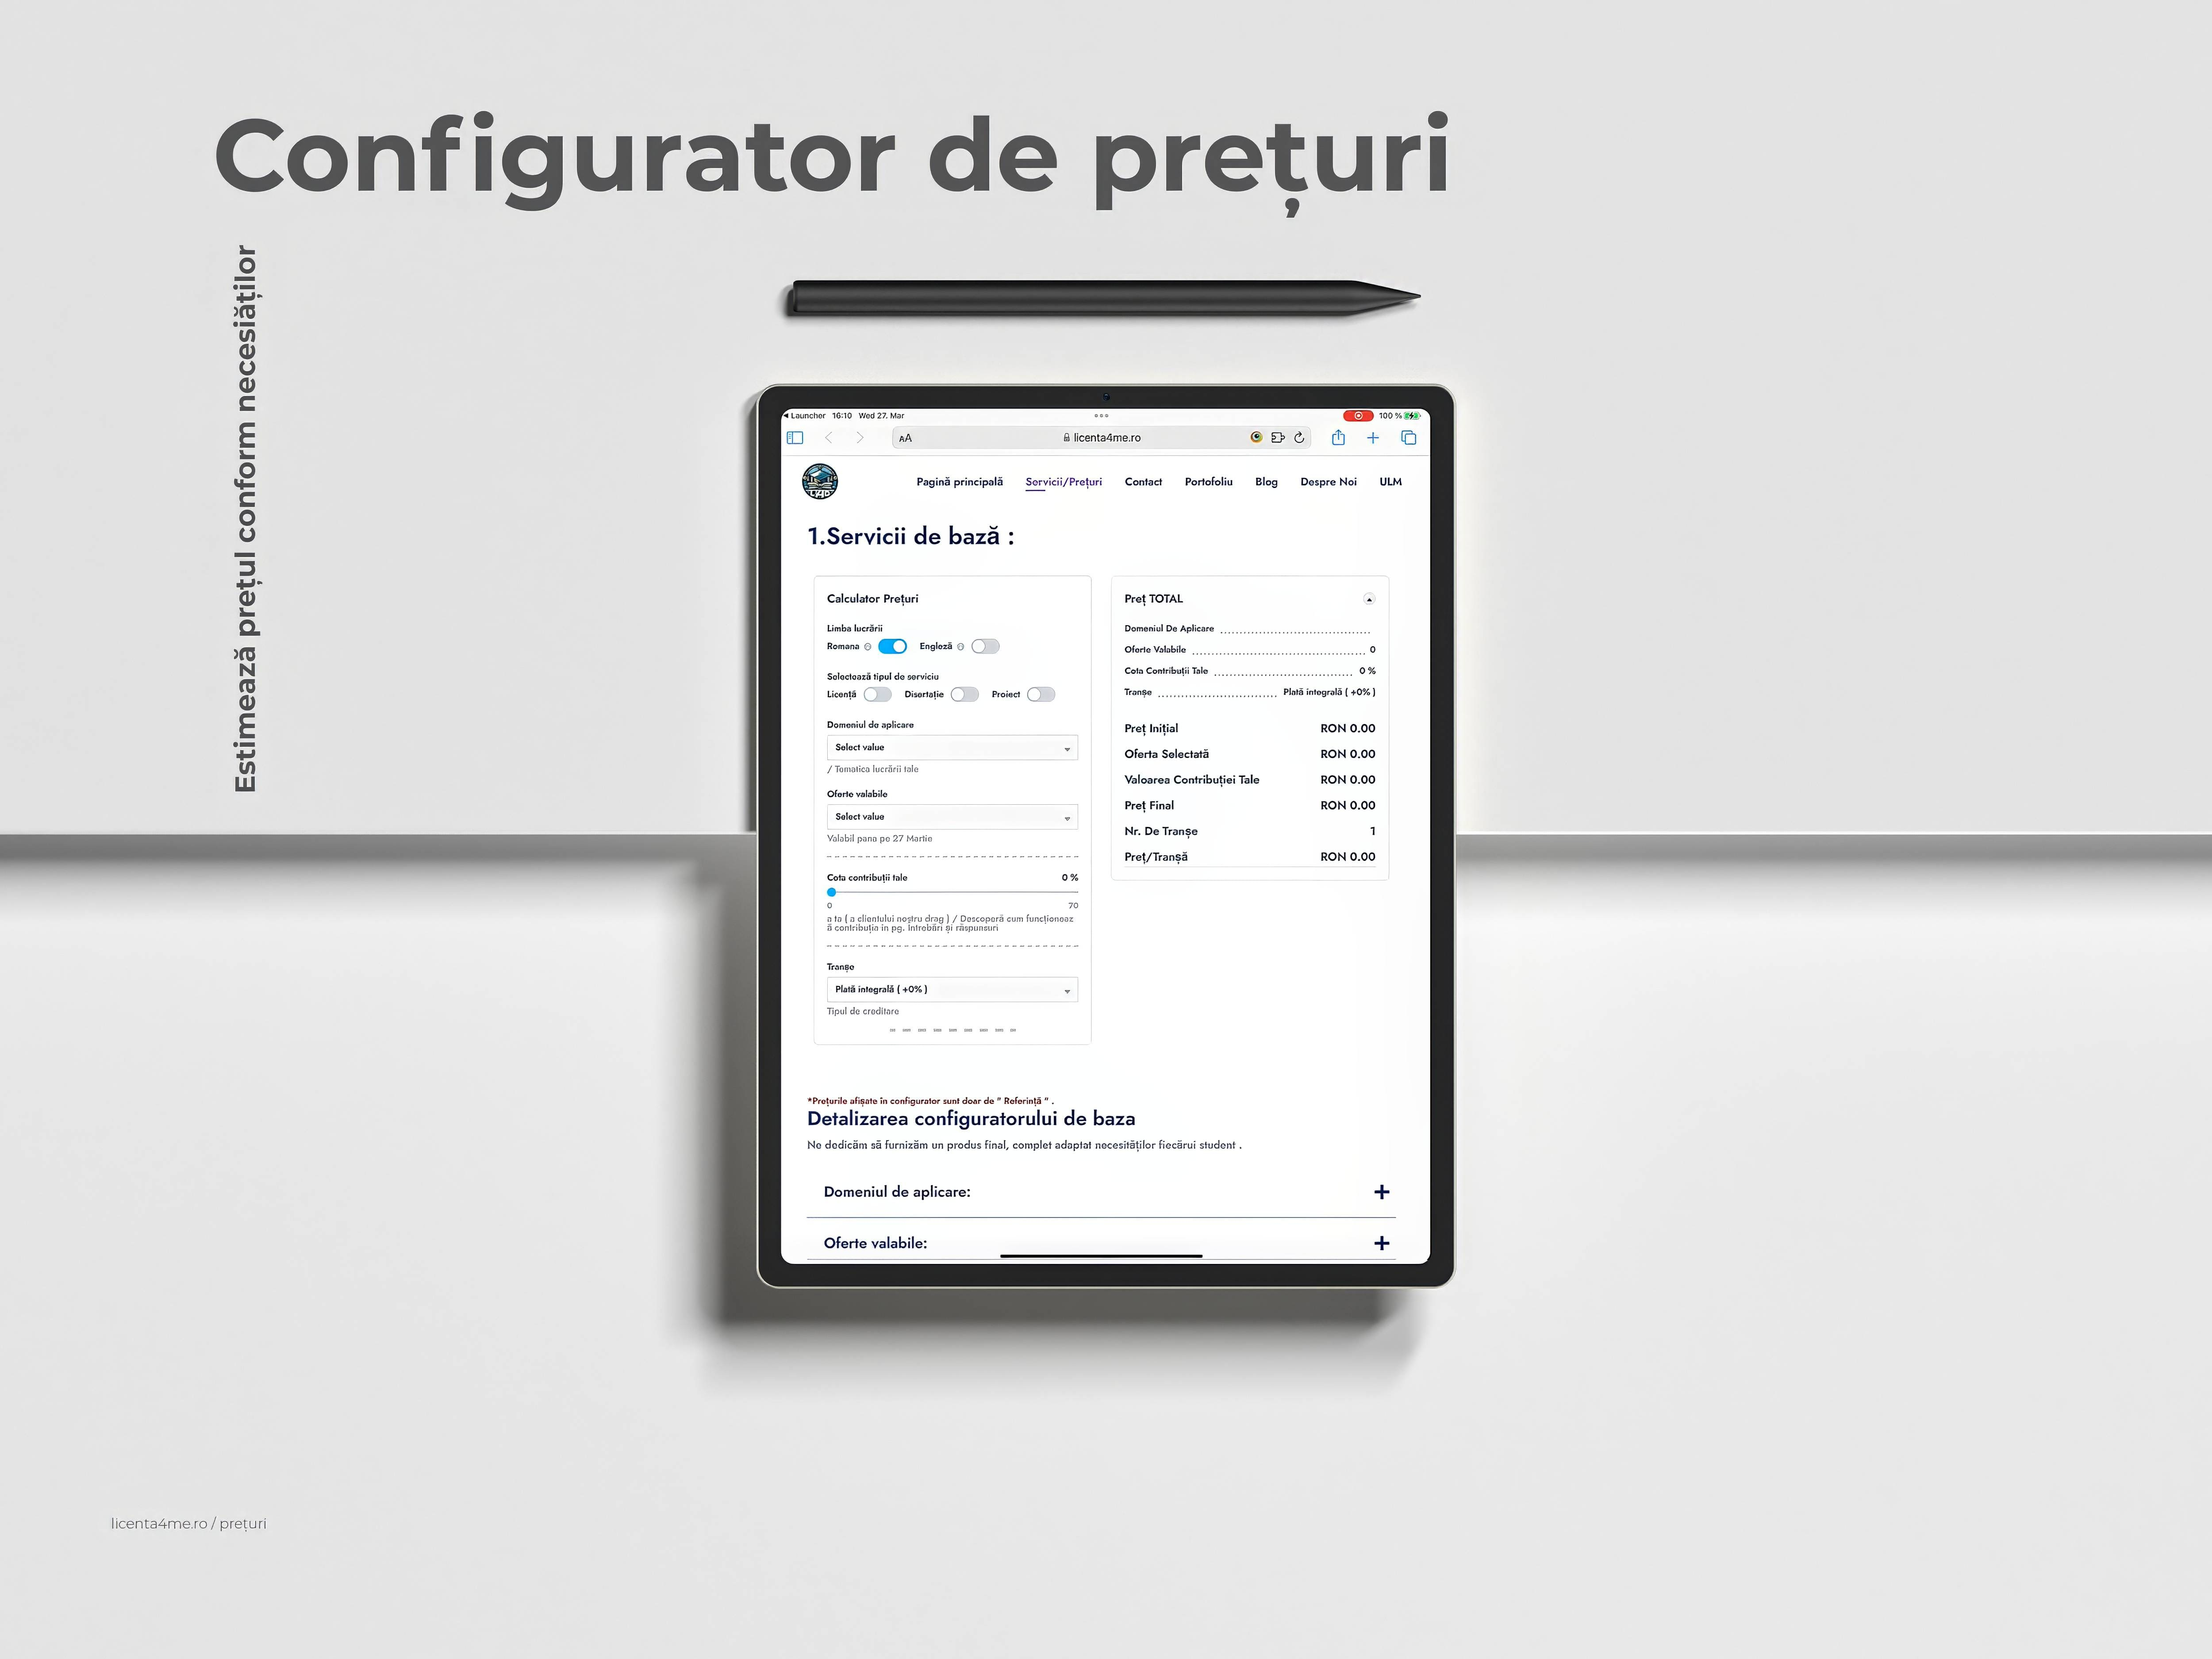 Configurator de prețuri
Estimează prețul conform necesiăților
Launcher 16:10 Wed 27. Mar
100 %
AA
licenta4me.ro
Pagină principală Servicii/Prețuri Contact Portofoliu Blog Despre Noi ULM
1.Servicii de bază :
Calculator Prețuri
Limba lucrării
Romana Engleză
Selectează tipul de serviciu
Licență Disertație Proiect
Domeniul de aplicare
Select value
/ Tematica lucrării tale
Oferte valabile
Select value
Valabil pana pe 27 Martie
Cota contribuții tale 0 %
0 70
a ta ( a clientului nostru drag ) / Descoperă cum funcționeaz
ă contribuția în pg. întrebări și răspunsuri
Tranșe
Plată integrală ( +0% )
Tipul de creditare
Preț TOTAL
Domeniul De Aplicare
Oferte Valabile 0
Cota Contribuții Tale 0 %
Tranșe Plată integrală ( +0% )
Preț Inițial RON 0.00
Oferta Selectată RON 0.00
Valoarea Contribuției Tale RON 0.00
Preț Final RON 0.00
Nr. De Tranșe 1
Preț/Tranșă RON 0.00
*Prețurile afișate în configurator sunt doar de " Referință " .
Detalizarea configuratorului de baza
Ne dedicăm să furnizăm un produs final, complet adaptat necesităților fiecărui student .
Domeniul de aplicare:
Oferte valabile:
licenta4me.ro / prețuri